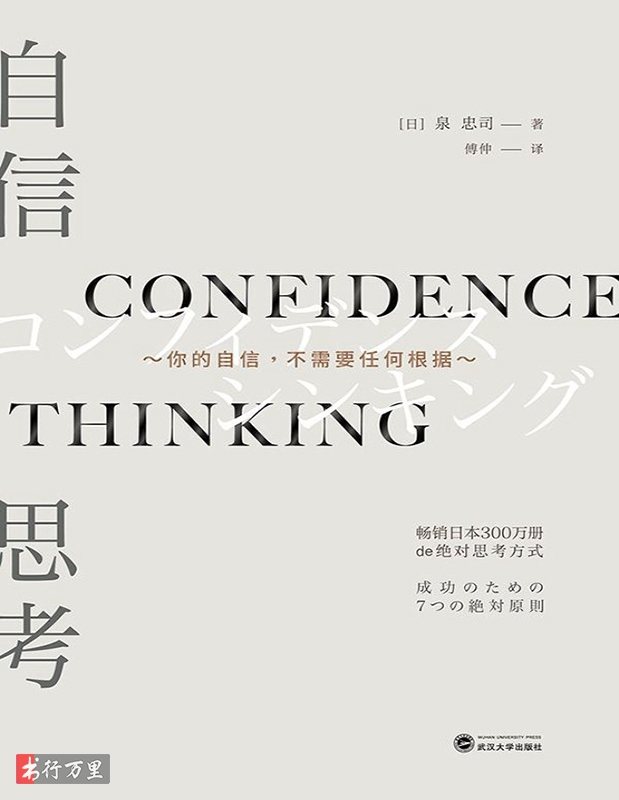 自信
[日] 泉 忠司 — 著
傅仲 — 译
CONFIDENCE
コンフィデンス
～你的自信，不需要任何根据～
シンキング
THINKING
思考
畅销日本300万册
de绝对思考方式
成功のための
7つの絶対原則
WUHAN UNIVERSITY PRESS
武汉大学出版社
书行万里